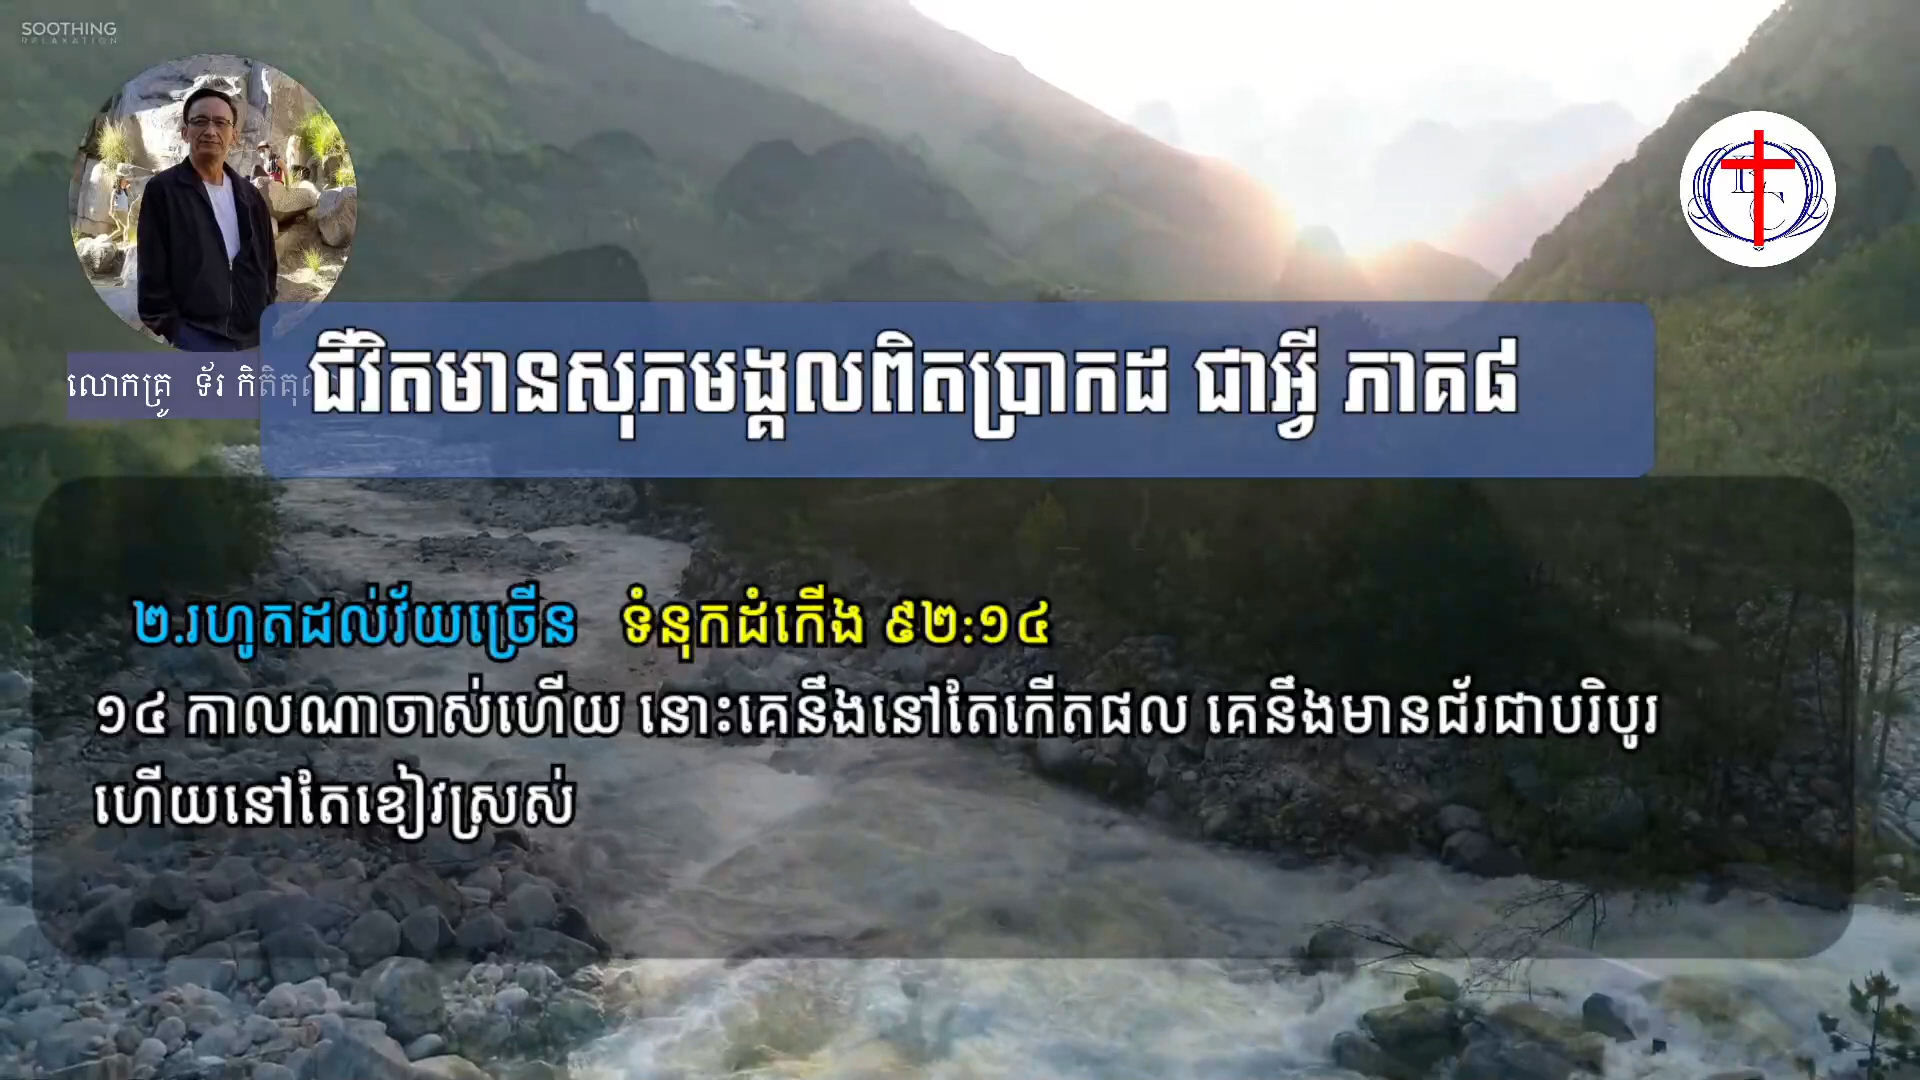 SOOTHING
RELAXATION
លោកគ្រូ ទ័រ កិតិគុ
ជីវិតមានសុភមង្គលពិតប្រាកដ ជាអ្វី ភាគ៨
២.រហូតដល់វ័យច្រើន ទំនុកដំកើង ៩២:១៤
១៤ កាលណាចាស់ហើយ នោះគេនឹងនៅតែកើតផល គេនឹងមានជ័រជាបរិបូរ
ហើយនៅតែខៀវស្រស់